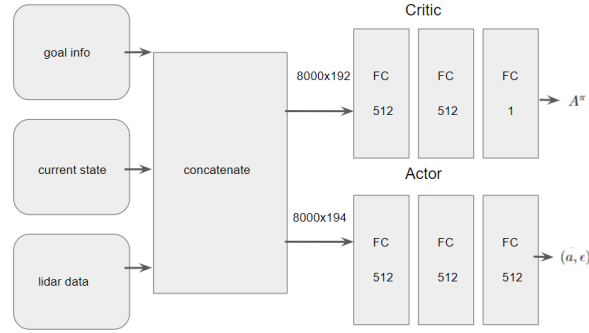 Critic
goal info
8000x192
FC
FC
FC
512
512
1
A^π
current state
concatenate
Actor
8000x194
FC
FC
FC
lidar data
512
512
512
(a, ϵ)